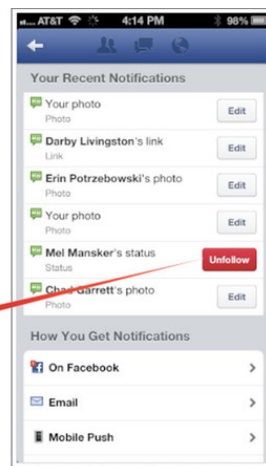 AT&T 4:14 PM 98%
Your Recent Notifications
Your photo
Photo
Edit
Darby Livingston's link
Link
Edit
Erin Potrzebowski's photo
Photo
Edit
Your photo
Photo
Edit
Mel Mansker's status
Status
Unfollow
Chad Garrett's photo
Photo
Edit
How You Get Notifications
On Facebook
Email
Mobile Push